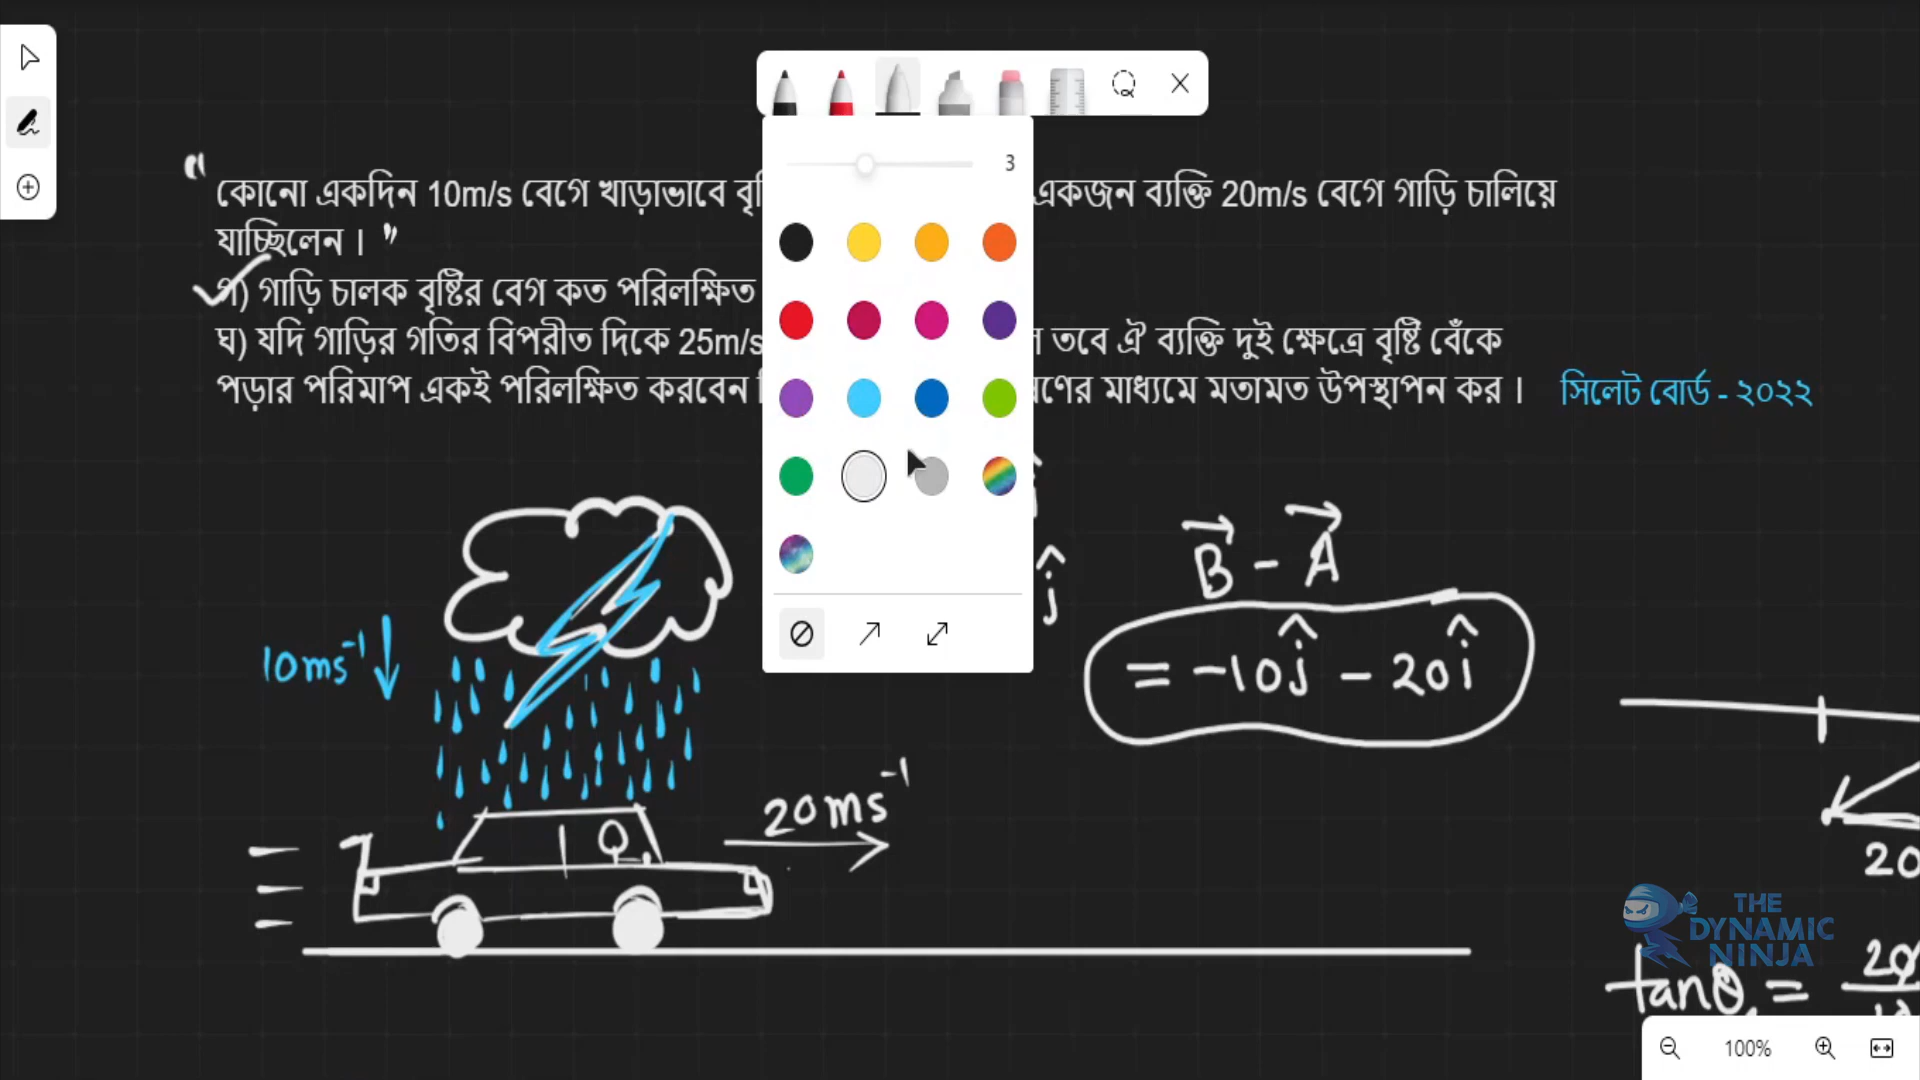 3
“
কোনো একদিন 10m/s বেগে খাড়াভাবে একজন ব্যক্তি 20m/s বেগে গাড়ি চালিয়ে
যাচ্ছিলেন। ”
গ) গাড়ি চালক বৃষ্টির বেগ কত পরিলক্ষিত
ঘ) যদি গাড়ির গতির বিপরীত দিকে 25m/s তবে ঐ ব্যক্তি দুই ক্ষেত্রে বৃষ্টি বেঁকে
পড়ার পরিমাপ একই পরিলক্ষিত করবেন মাধ্যমে মতামত উপস্থাপন কর।
সিলেট বোর্ড - ২০২২
B - A
ĵ
= -10ĵ - 20î
10ms⁻¹
20ms⁻¹
20
THE
DYNAMIC
NINJA
tanθ =
100%